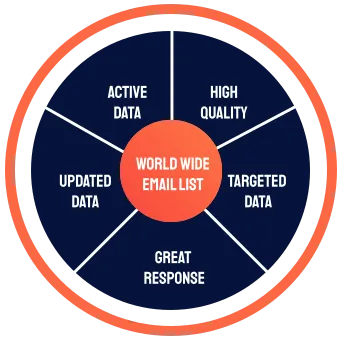 ACTIVE
DATA
HIGH
QUALITY
WORLD WIDE
EMAIL LIST
UPDATED
DATA
TARGETED
DATA
GREAT
RESPONSE